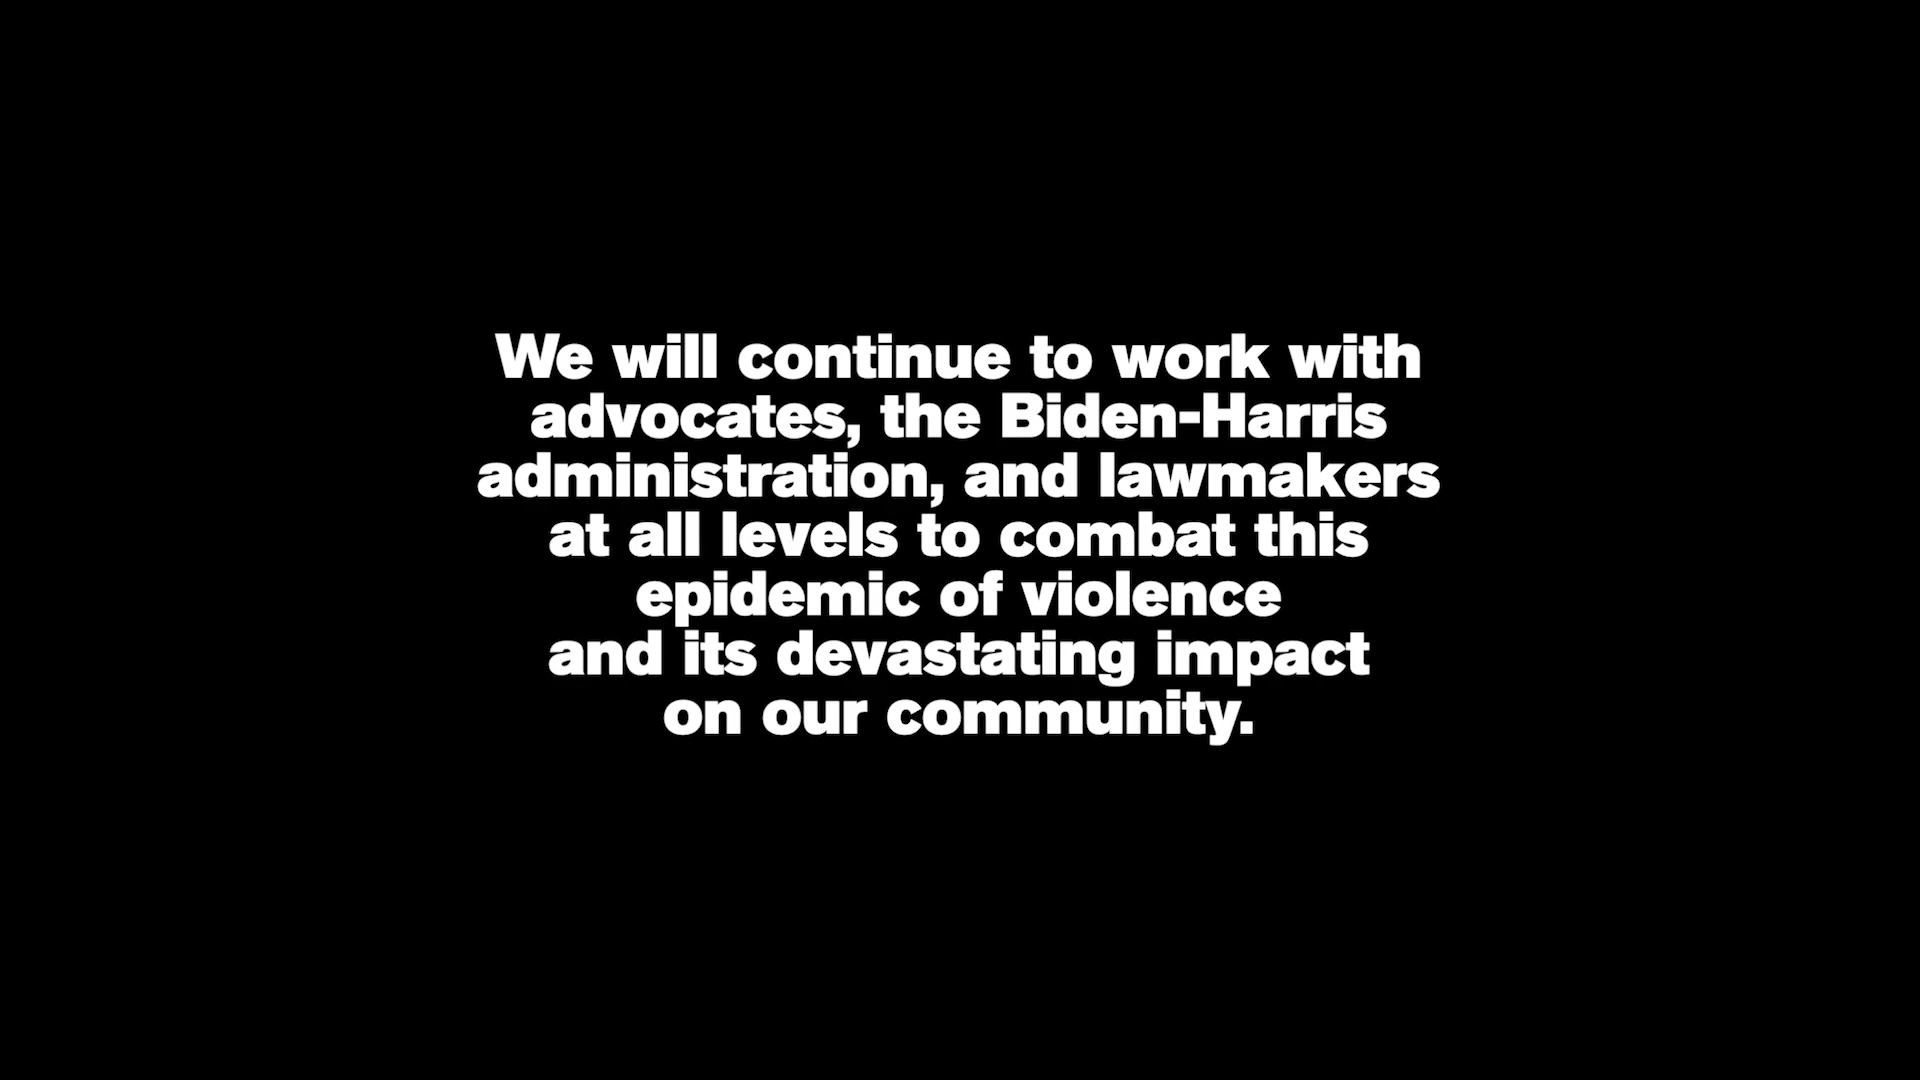 We will continue to work with
advocates, the Biden-Harris
administration, and lawmakers
at all levels to combat this
epidemic of violence
and its devastating impact
on our community.